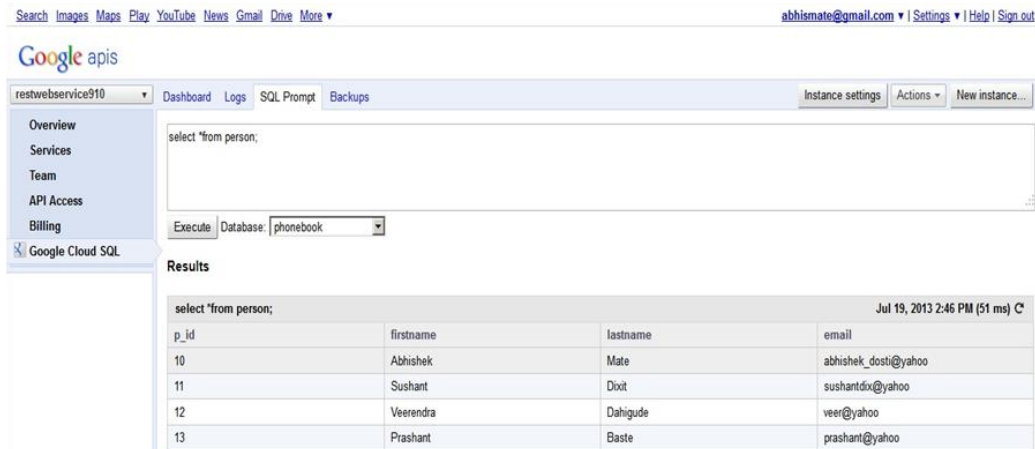 Search Images Maps Play YouTube News Gmail Drive More ▼
abhismate@gmail.com ▼ | Settings ▼ | Help | Sign out
Google apis
restwebservice910 ▼
Dashboard Logs SQL Prompt Backups
Instance settings Actions ▼ New instance...
Overview
Services
Team
API Access
Billing
Google Cloud SQL
select *from person;
Execute Database: phonebook
Results
select *from person; Jul 19, 2013 2:46 PM (51 ms)
p_id firstname lastname email
10 Abhishek Mate abhishek_dosti@yahoo
11 Sushant Dixit sushantdix@yahoo
12 Veerendra Dahigude veer@yahoo
13 Prashant Baste prashant@yahoo